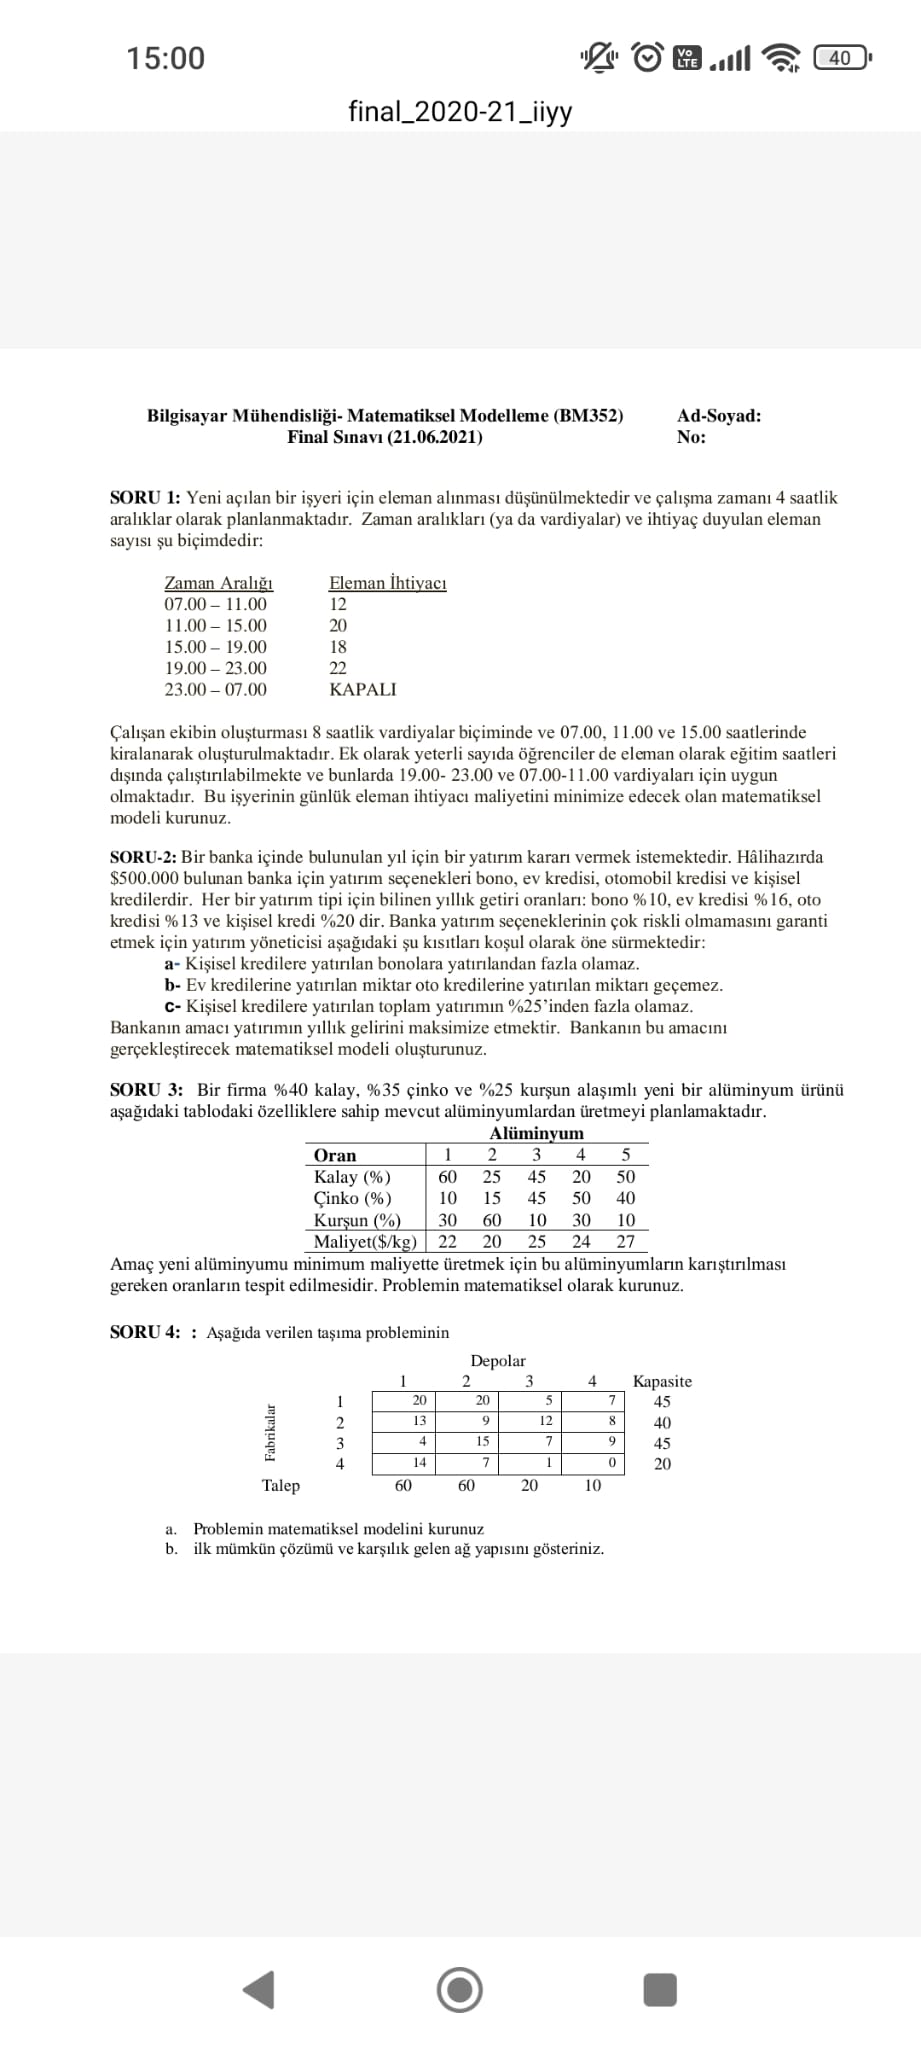 15:00
Vo LTE
40
final_2020-21_iiyy
Bilgisayar Mühendisliği- Matematiksel Modelleme (BM352) Ad-Soyad:
Final Sınavı (21.06.2021) No:
SORU 1: Yeni açılan bir işyeri için eleman alınması düşünülmektedir ve çalışma zamanı 4 saatlik
aralıklar olarak planlanmaktadır. Zaman aralıkları (ya da vardiyalar) ve ihtiyaç duyulan eleman
sayısı şu biçimdedir:
Zaman Aralığı Eleman İhtiyacı
07.00 – 11.00 12
11.00 – 15.00 20
15.00 – 19.00 18
19.00 – 23.00 22
23.00 – 07.00 KAPALI
Çalışan ekibin oluşturması 8 saatlik vardiyalar biçiminde ve 07.00, 11.00 ve 15.00 saatlerinde
kiralanarak oluşturulmaktadır. Ek olarak yeterli sayıda öğrenciler de eleman olarak eğitim saatleri
dışında çalıştırılabilmekte ve bunlarda 19.00- 23.00 ve 07.00-11.00 vardiyaları için uygun
olmaktadır. Bu işyerinin günlük eleman ihtiyacı maliyetini minimize edecek olan matematiksel
modeli kurunuz.
SORU-2: Bir banka içinde bulunulan yıl için bir yatırım kararı vermek istemektedir. Hâlihazırda
$500.000 bulunan banka için yatırım seçenekleri bono, ev kredisi, otomobil kredisi ve kişisel
kredilerdir. Her bir yatırım tipi için bilinen yıllık getiri oranları: bono %10, ev kredisi %16, oto
kredisi %13 ve kişisel kredi %20 dir. Banka yatırım seçeneklerinin çok riskli olmamasını garanti
etmek için yatırım yöneticisi aşağıdaki şu kısıtları koşul olarak öne sürmektedir:
a- Kişisel kredilere yatırılan bonolara yatırılandan fazla olamaz.
b- Ev kredilerine yatırılan miktar oto kredilerine yatırılan miktarı geçemez.
c- Kişisel kredilere yatırılan toplam yatırımın %25'inden fazla olamaz.
Bankanın amacı yatırımın yıllık gelirini maksimize etmektir. Bankanın bu amacını
gerçekleştirecek matematiksel modeli oluşturunuz.
SORU 3: Bir firma %40 kalay, %35 çinko ve %25 kurşun alaşımlı yeni bir alüminyum ürünü
aşağıdaki tablodaki özelliklere sahip mevcut alüminyumlardan üretmeyi planlamaktadır.
Alüminyum
Oran 1 2 3 4 5
Kalay (%) 60 25 45 20 50
Çinko (%) 10 15 45 50 40
Kurşun (%) 30 60 10 30 10
Maliyet($/kg) 22 20 25 24 27
Amaç yeni alüminyumu minimum maliyette üretmek için bu alüminyumların karıştırılması
gereken oranların tespit edilmesidir. Problemin matematiksel olarak kurunuz.
SORU 4: : Aşağıda verilen taşıma probleminin
Depolar
1 2 3 4 Kapasite
Fabrikalar
1 20 20 5 7 45
2 13 9 12 8 40
3 4 15 7 9 45
4 14 7 1 0 20
Talep 60 60 20 10
a. Problemin matematiksel modelini kurunuz
b. ilk mümkün çözümü ve karşılık gelen ağ yapısını gösteriniz.